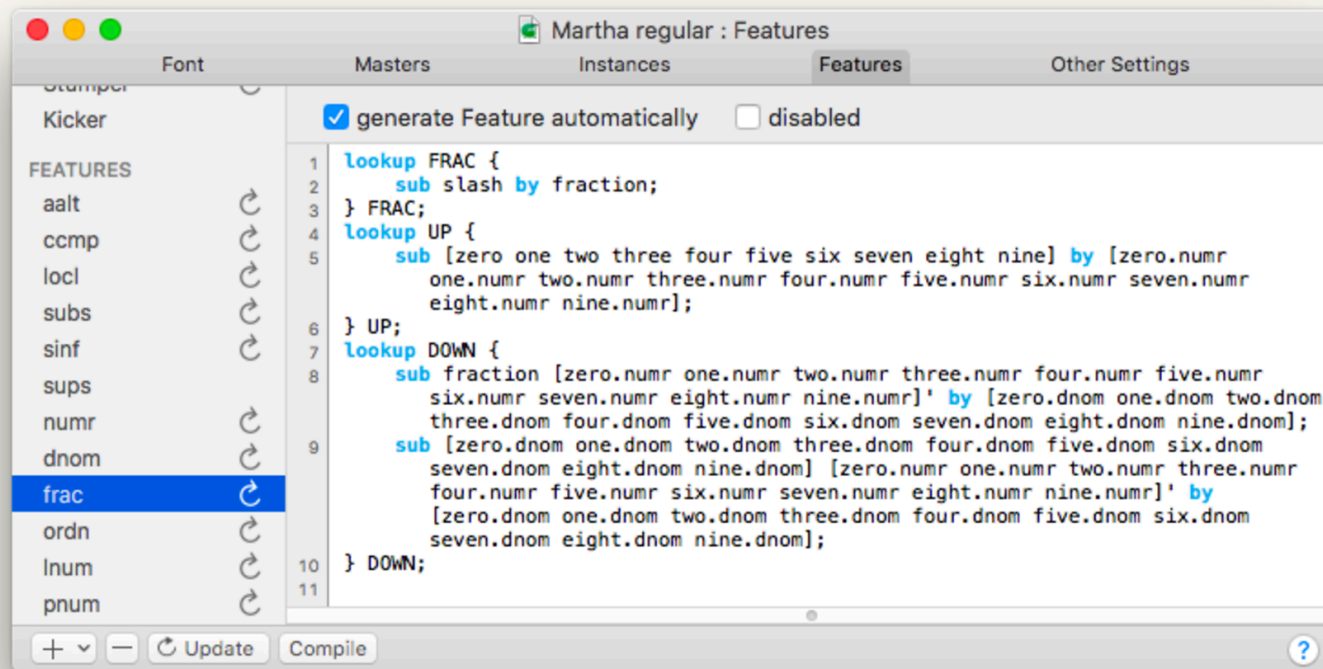 Martha regular : Features
Font Masters Instances Features Other Settings
Stumper
Kicker
FEATURES
aalt
ccmp
locl
subs
sinf
sups
numr
dnom
frac
ordn
lnum
pnum
generate Feature automatically disabled
1 lookup FRAC {
2 sub slash by fraction;
3 } FRAC;
4 lookup UP {
5 sub [zero one two three four five six seven eight nine] by [zero.numr
one.numr two.numr three.numr four.numr five.numr six.numr seven.numr
eight.numr nine.numr];
6 } UP;
7 lookup DOWN {
8 sub fraction [zero.numr one.numr two.numr three.numr four.numr five.numr
six.numr seven.numr eight.numr nine.numr]' by [zero.dnom one.dnom two.dnom
three.dnom four.dnom five.dnom six.dnom seven.dnom eight.dnom nine.dnom];
9 sub [zero.dnom one.dnom two.dnom three.dnom four.dnom five.dnom six.dnom
seven.dnom eight.dnom nine.dnom] [zero.numr one.numr two.numr three.numr
four.numr five.numr six.numr seven.numr eight.numr nine.numr]' by
[zero.dnom one.dnom two.dnom three.dnom four.dnom five.dnom six.dnom
seven.dnom eight.dnom nine.dnom];
10 } DOWN;
11
+ − Update Compile ?